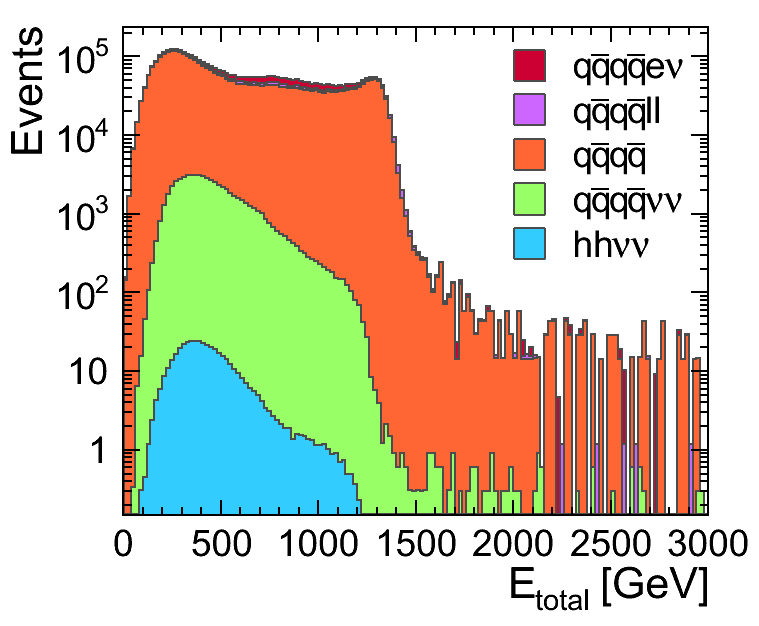 Events
10⁵
10⁴
10³
10²
10
1
qq̅qq̅eν
qq̅qq̅ll
qq̅qq̅
qq̅qq̅νν
hhνν
0 500 1000 1500 2000 2500 3000
E_total [GeV]